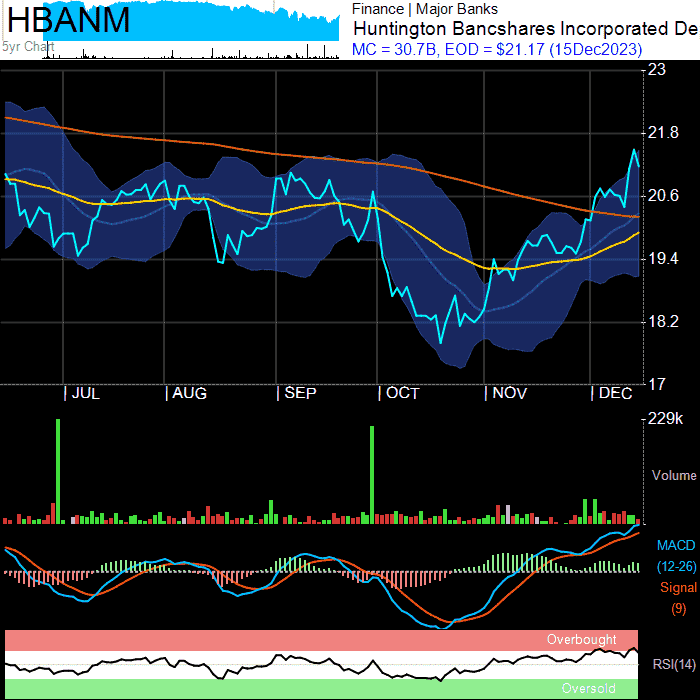 HBANM
5yr Chart
Finance | Major Banks
Huntington Bancshares Incorporated De
MC = 30.7B, EOD = $21.17 (15Dec2023)
23
21.8
20.6
19.4
18.2
17
| JUL | AUG | SEP | OCT | NOV | DEC
229k
Volume
MACD
(12-26)
Signal
(9)
Overbought
RSI(14)
Oversold